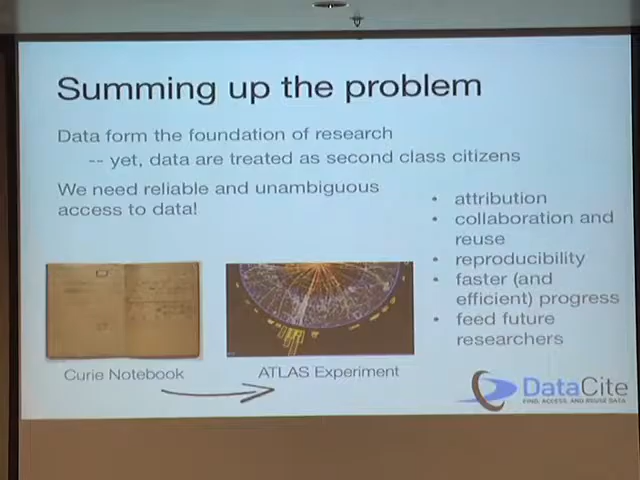 Summing up the problem
Data form the foundation of research
-- yet, data are treated as second class citizens
We need reliable and unambiguous
access to data!
• attribution
• collaboration and
reuse
• reproducibility
• faster (and
efficient) progress
• feed future
researchers
Curie Notebook
ATLAS Experiment
DataCite
FIND, ACCESS, AND REUSE DATA